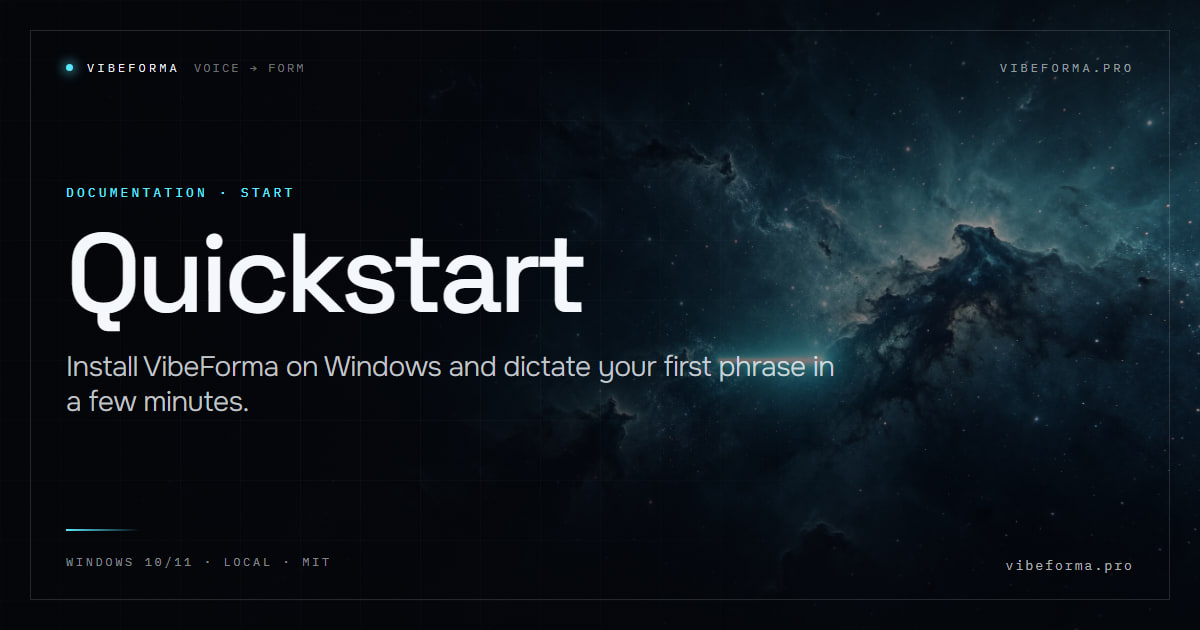 VIBEFORMA VOICE → FORM
VIBEFORMA.PRO
DOCUMENTATION · START
Quickstart
Install VibeForma on Windows and dictate your first phrase in
a few minutes.
WINDOWS 10/11 · LOCAL · MIT
vibeforma.pro